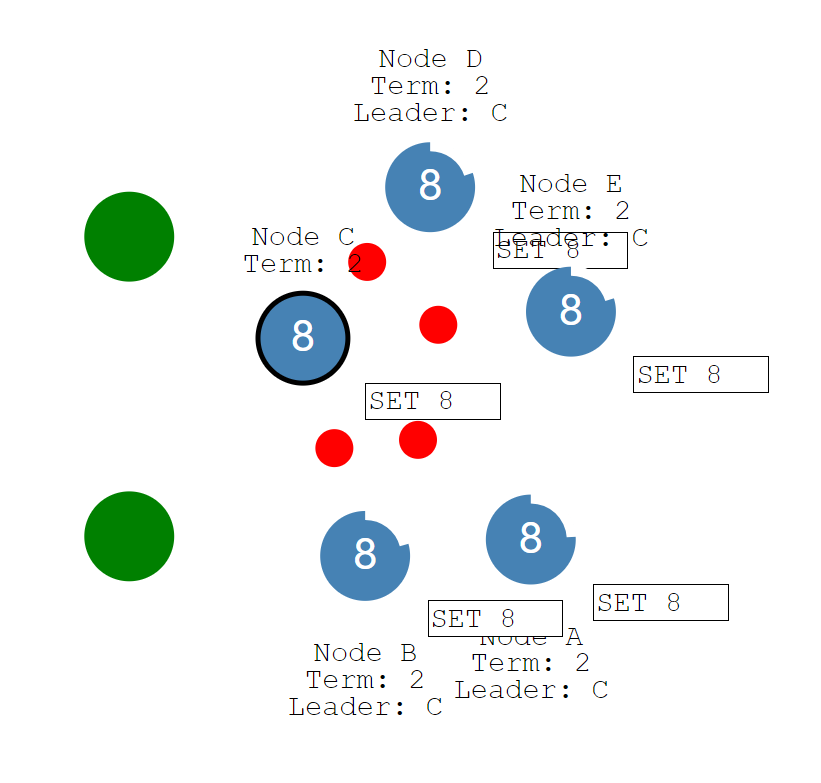 Node D
Term: 2
Leader: C
8
Node E
Term: 2
Leader: C
SET 8
8
Node C
Term: 2
8
SET 8
SET 8
8
SET 8
Node B
Term: 2
Leader: C
8
SET 8
Node A
Term: 2
Leader: C